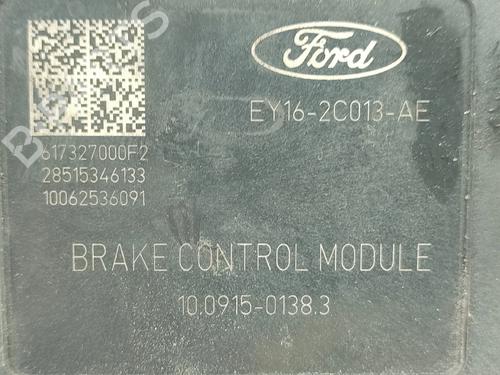 Ford
EY16-2C013-AE
617327000F2
28515346133
10062536091
BRAKE CONTROL MODULE
10.0915-0138.3